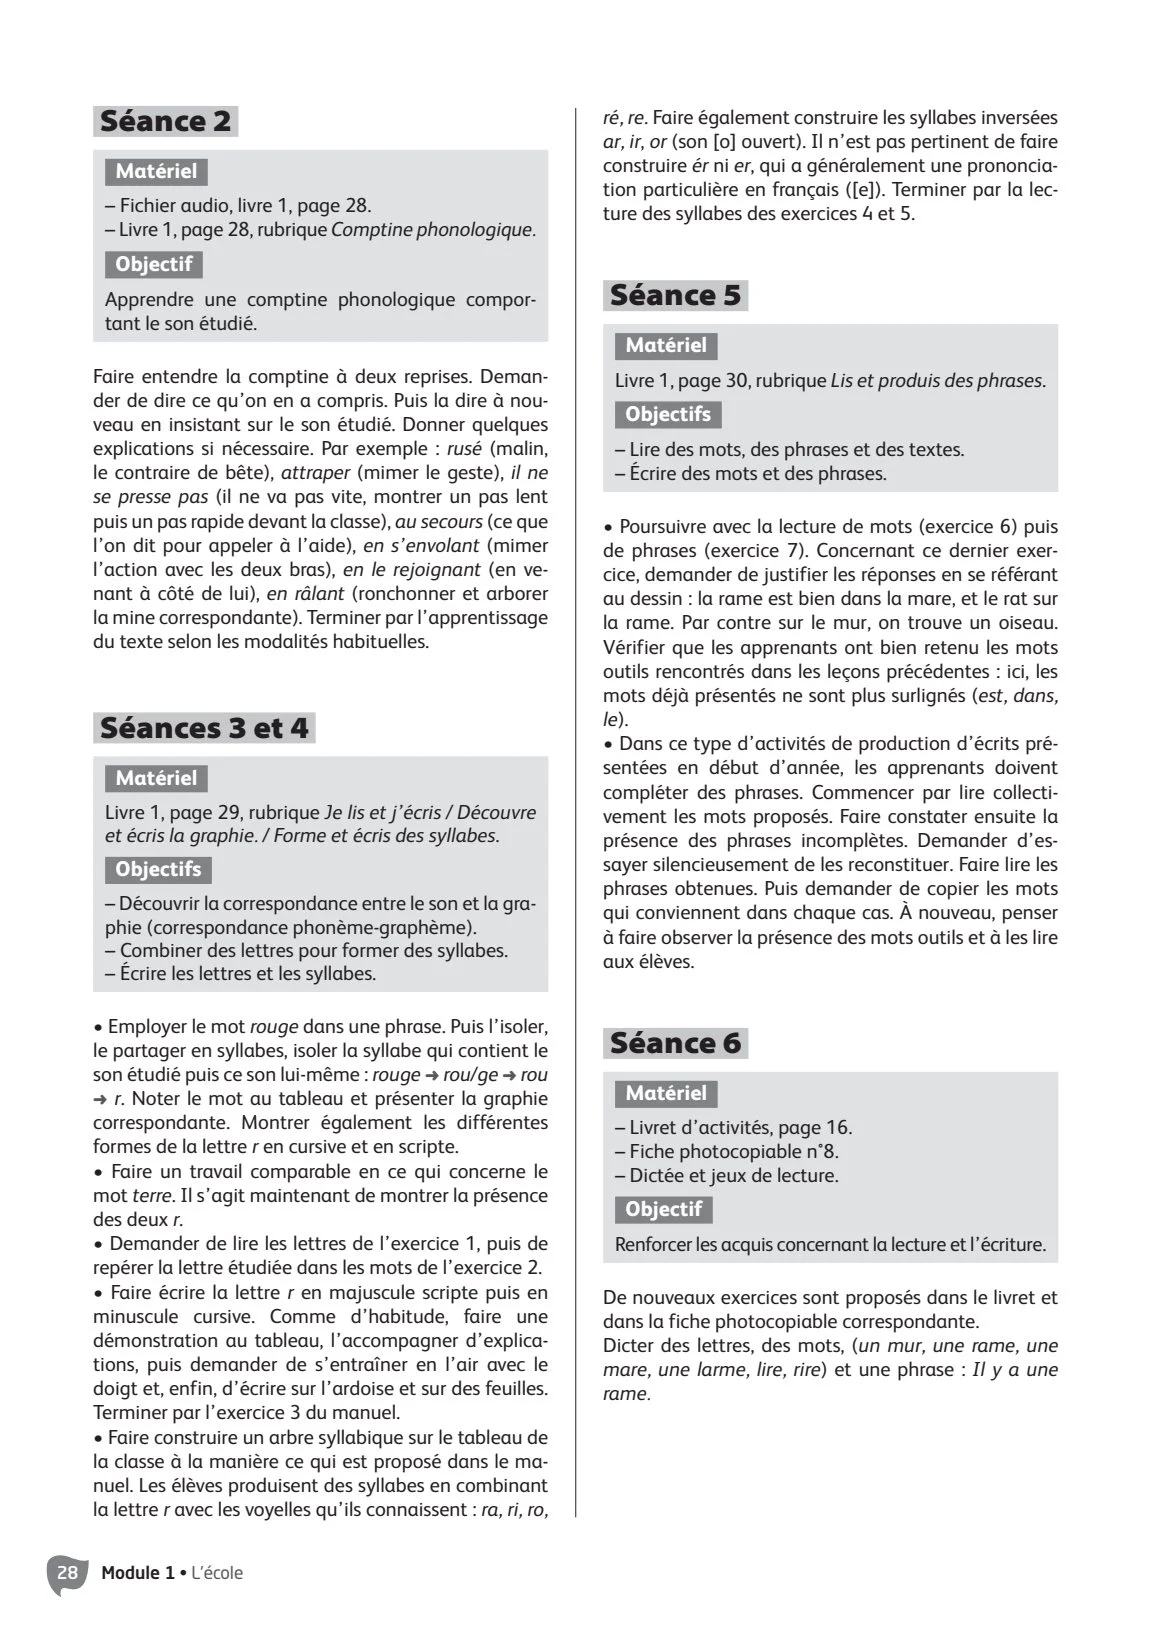 Séance 2
Matériel
– Fichier audio, livre 1, page 28.
– Livre 1, page 28, rubrique Comptine phonologique.
Objectif
Apprendre une comptine phonologique compor-
tant le son étudié.
Faire entendre la comptine à deux reprises. Deman-
der de dire ce qu’on en a compris. Puis la dire à nou-
veau en insistant sur le son étudié. Donner quelques
explications si nécessaire. Par exemple : rusé (malin,
le contraire de bête), attraper (mimer le geste), il ne
se presse pas (il ne va pas vite, montrer un pas lent
puis un pas rapide devant la classe), au secours (ce que
l’on dit pour appeler à l’aide), en s’envolant (mimer
l’action avec les deux bras), en le rejoignant (en ve-
nant à côté de lui), en râlant (ronchonner et arborer
la mine correspondante). Terminer par l’apprentissage
du texte selon les modalités habituelles.
Séances 3 et 4
Matériel
Livre 1, page 29, rubrique Je lis et j’écris / Découvre
et écris la graphie. / Forme et écris des syllabes.
Objectifs
– Découvrir la correspondance entre le son et la gra-
phie (correspondance phonème-graphème).
– Combiner des lettres pour former des syllabes.
– Écrire les lettres et les syllabes.
• Employer le mot rouge dans une phrase. Puis l’isoler,
le partager en syllabes, isoler la syllabe qui contient le
son étudié puis ce son lui-même : rouge ➜ rou/ge ➜ rou
➜ r. Noter le mot au tableau et présenter la graphie
correspondante. Montrer également les différentes
formes de la lettre r en cursive et en scripte.
• Faire un travail comparable en ce qui concerne le
mot terre. Il s’agit maintenant de montrer la présence
des deux r.
• Demander de lire les lettres de l’exercice 1, puis de
repérer la lettre étudiée dans les mots de l’exercice 2.
• Faire écrire la lettre r en majuscule scripte puis en
minuscule cursive. Comme d’habitude, faire une
démonstration au tableau, l’accompagner d’explica-
tions, puis demander de s’entraîner en l’air avec le
doigt et, enfin, d’écrire sur l’ardoise et sur des feuilles.
Terminer par l’exercice 3 du manuel.
• Faire construire un arbre syllabique sur le tableau de
la classe à la manière ce qui est proposé dans le ma-
nuel. Les élèves produisent des syllabes en combinant
la lettre r avec les voyelles qu’ils connaissent : ra, ri, ro,
ré, re. Faire également construire les syllabes inversées
ar, ir, or (son [o] ouvert). Il n’est pas pertinent de faire
construire ér ni er, qui a généralement une prononcia-
tion particulière en français ([e]). Terminer par la lec-
ture des syllabes des exercices 4 et 5.
Séance 5
Matériel
Livre 1, page 30, rubrique Lis et produis des phrases.
Objectifs
– Lire des mots, des phrases et des textes.
– Écrire des mots et des phrases.
• Poursuivre avec la lecture de mots (exercice 6) puis
de phrases (exercice 7). Concernant ce dernier exer-
cice, demander de justifier les réponses en se référant
au dessin : la rame est bien dans la mare, et le rat sur
la rame. Par contre sur le mur, on trouve un oiseau.
Vérifier que les apprenants ont bien retenu les mots
outils rencontrés dans les leçons précédentes : ici, les
mots déjà présentés ne sont plus surlignés (est, dans,
le).
• Dans ce type d’activités de production d’écrits pré-
sentées en début d’année, les apprenants doivent
compléter des phrases. Commencer par lire collecti-
vement les mots proposés. Faire constater ensuite la
présence des phrases incomplètes. Demander d’es-
sayer silencieusement de les reconstituer. Faire lire les
phrases obtenues. Puis demander de copier les mots
qui conviennent dans chaque cas. À nouveau, penser
à faire observer la présence des mots outils et à les lire
aux élèves.
Séance 6
Matériel
– Livret d’activités, page 16.
– Fiche photocopiable n°8.
– Dictée et jeux de lecture.
Objectif
Renforcer les acquis concernant la lecture et l’écriture.
De nouveaux exercices sont proposés dans le livret et
dans la fiche photocopiable correspondante.
Dicter des lettres, des mots, (un mur, une rame, une
mare, une larme, lire, rire) et une phrase : Il y a une
rame.
28 Module 1 • L’école